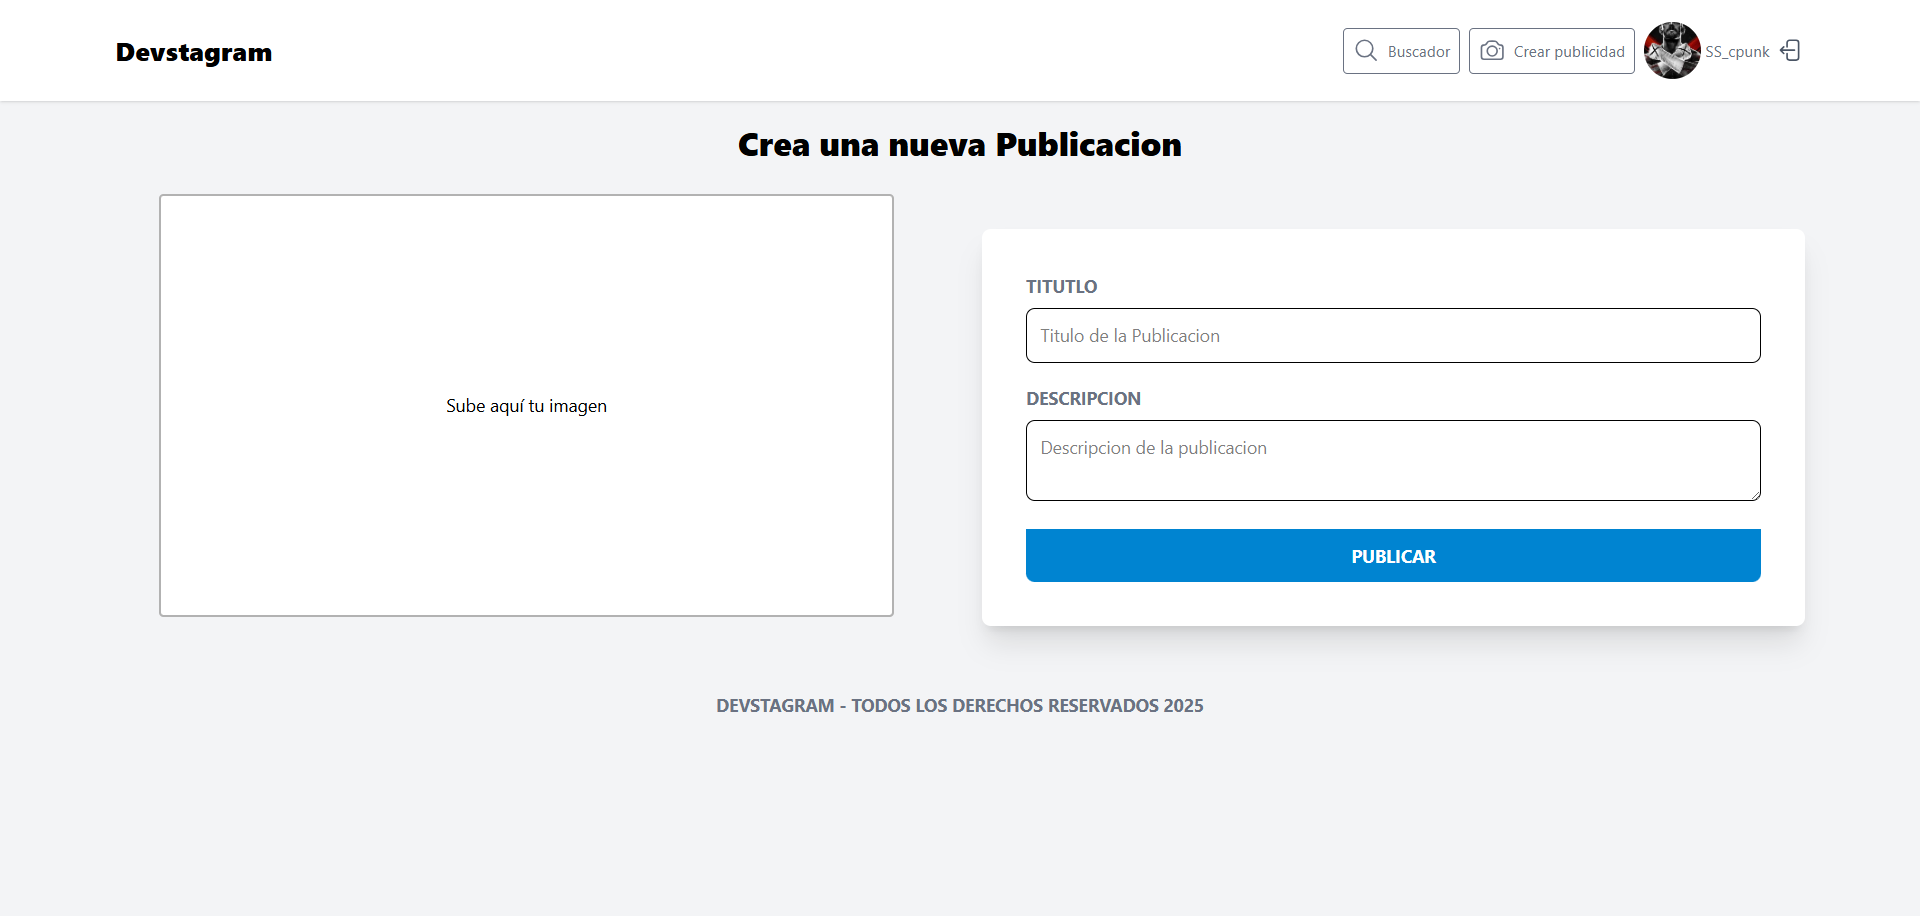 Devstagram
Buscador
Crear publicidad
SS_cpunk
Crea una nueva Publicacion
Sube aquí tu imagen
TITUTLO
Titulo de la Publicacion
DESCRIPCION
Descripcion de la publicacion
PUBLICAR
DEVSTAGRAM - TODOS LOS DERECHOS RESERVADOS 2025